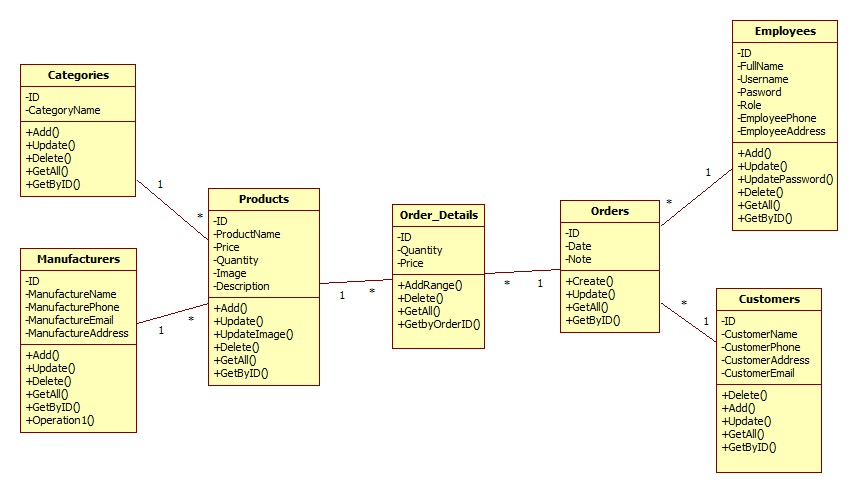 Categories
-ID
-CategoryName
+Add()
+Update()
+Delete()
+GetAll()
+GetByID()
1
*
Manufacturers
-ID
-ManufactureName
-ManufacturePhone
-ManufactureEmail
-ManufactureAddress
+Add()
+Update()
+Delete()
+GetAll()
+GetByID()
+Operation1()
1
*
Products
-ID
-ProductName
-Price
-Quantity
-Image
-Description
+Add()
+Update()
+UpdateImage()
+Delete()
+GetAll()
+GetByID()
1
*
Order_Details
-ID
-Quantity
-Price
+AddRange()
+Delete()
+GetAll()
+GetbyOrderID()
*
1
Orders
-ID
-Date
-Note
+Create()
+Update()
+GetAll()
+GetByID()
*
1
Employees
-ID
-FullName
-Username
-Pasword
-Role
-EmployeePhone
-EmployeeAddress
+Add()
+Update()
+UpdatePassword()
+Delete()
+GetAll()
+GetByID()
*
1
Customers
-ID
-CustomerName
-CustomerPhone
-CustomerAddress
-CustomerEmail
+Delete()
+Add()
+Update()
+GetAll()
+GetByID()